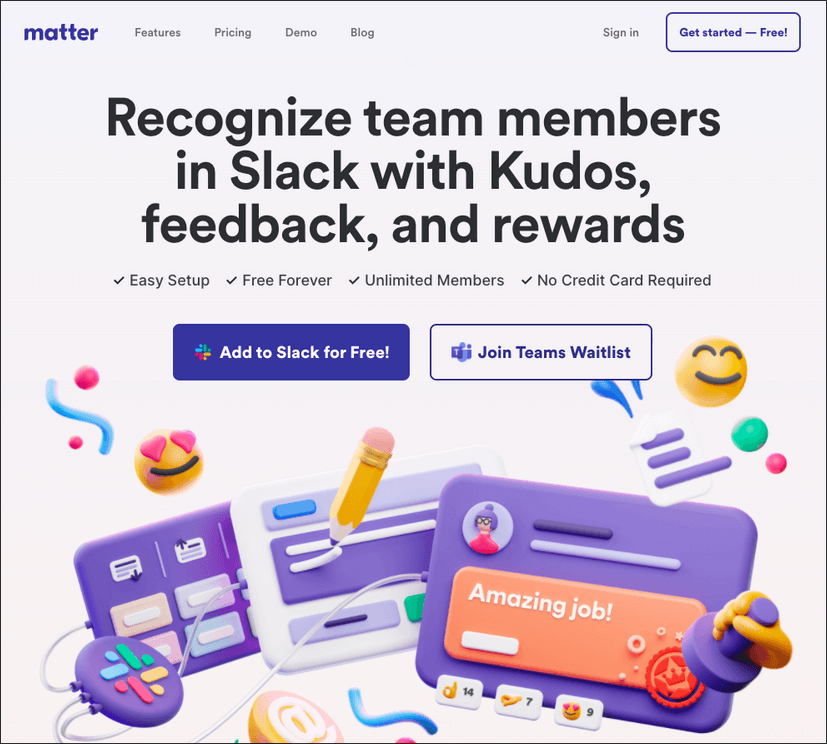 matter
Features
Pricing
Demo
Blog
Sign in
Get started — Free!
Recognize team members
in Slack with Kudos,
feedback, and rewards
✓ Easy Setup ✓ Free Forever ✓ Unlimited Members ✓ No Credit Card Required
Add to Slack for Free!
T Join Teams Waitlist
Amazing job!
@
14
7
9